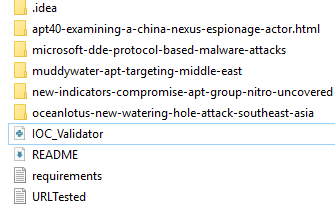 .idea
apt40-examining-a-china-nexus-espionage-actor.html
microsoft-dde-protocol-based-malware-attacks
muddywater-apt-targeting-middle-east
new-indicators-compromise-apt-group-nitro-uncovered
oceanlotus-new-watering-hole-attack-southeast-asia
IOC_Validator
README
requirements
URLTested